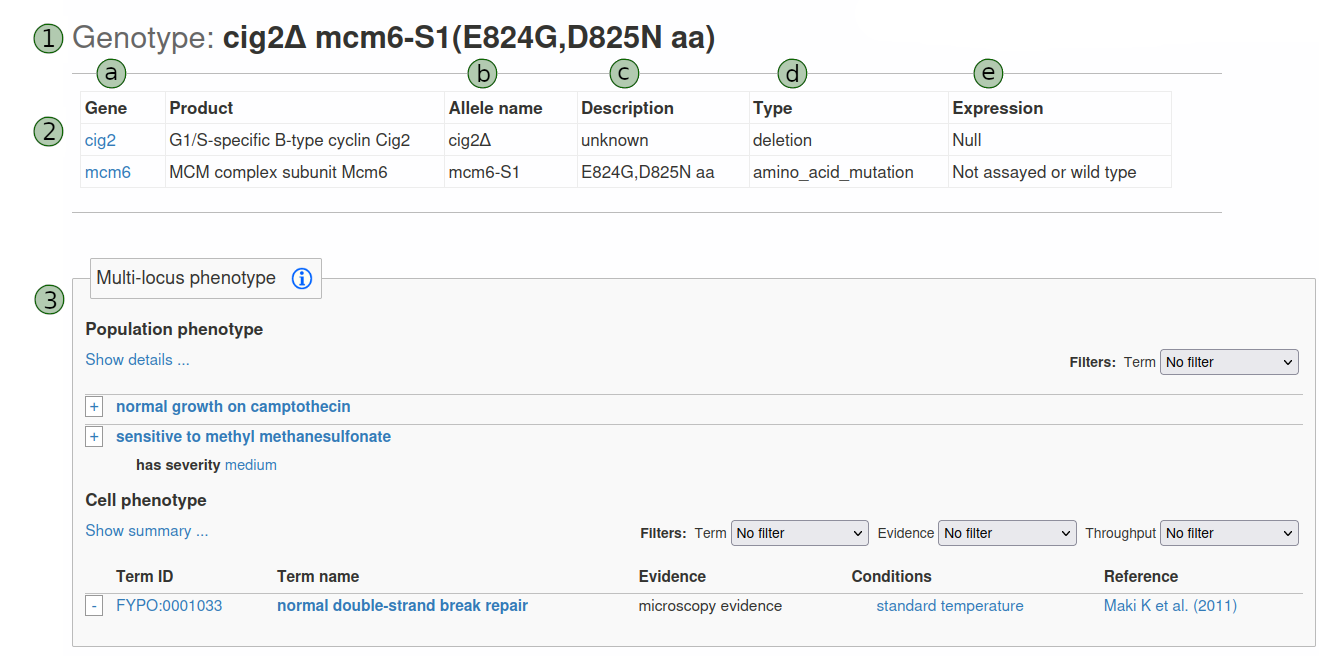 1 Genotype: cig2Δ mcm6-S1(E824G,D825N aa)
a b c d e
Gene Product Allele name Description Type Expression
2
cig2 G1/S-specific B-type cyclin Cig2 cig2Δ unknown deletion Null
mcm6 MCM complex subunit Mcm6 mcm6-S1 E824G,D825N aa amino_acid_mutation Not assayed or wild type
Multi-locus phenotype i
3
Population phenotype
Show details ... Filters: Term No filter
+ normal growth on camptothecin
+ sensitive to methyl methanesulfonate
has severity medium
Cell phenotype
Show summary ... Filters: Term No filter Evidence No filter Throughput No filter
Term ID Term name Evidence Conditions Reference
- FYPO:0001033 normal double-strand break repair microscopy evidence standard temperature Maki K et al. (2011)